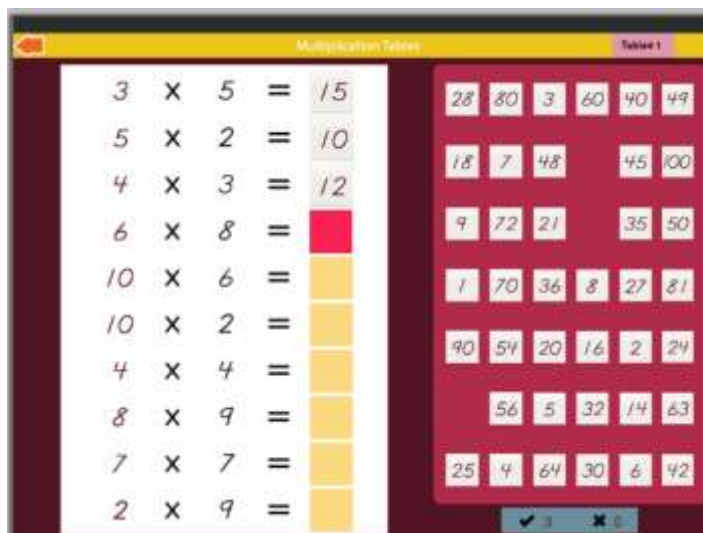 Multiplication Tables
Tables 1
3 x 5 = 15
5 x 2 = 10
4 x 3 = 12
6 x 8 =
10 x 6 =
10 x 2 =
4 x 4 =
8 x 9 =
7 x 7 =
2 x 9 =
28 80 3 60 40 49
18 7 48 45 100
9 72 21 35 50
1 70 36 8 27 81
90 54 20 16 2 24
56 5 32 14 63
25 4 64 30 6 42
✔ 3 ✖ 0